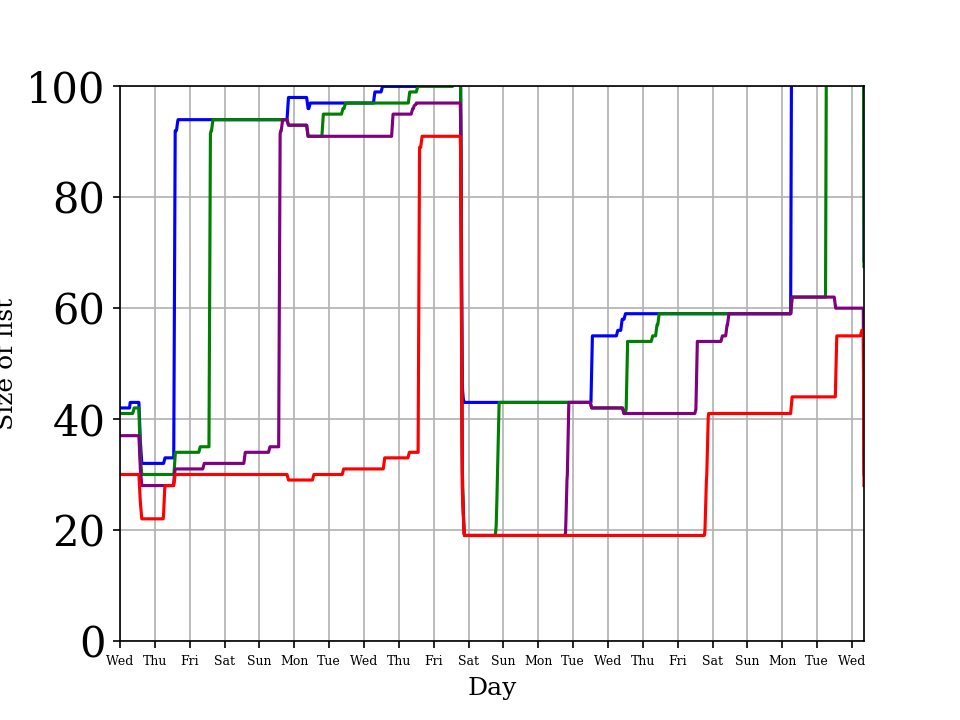 100
80
60
40
20
0
Size of list
Wed Thu Fri Sat Sun Mon Tue Wed Thu Fri Sat Sun Mon Tue Wed Thu Fri Sat Sun Mon Tue Wed
Day